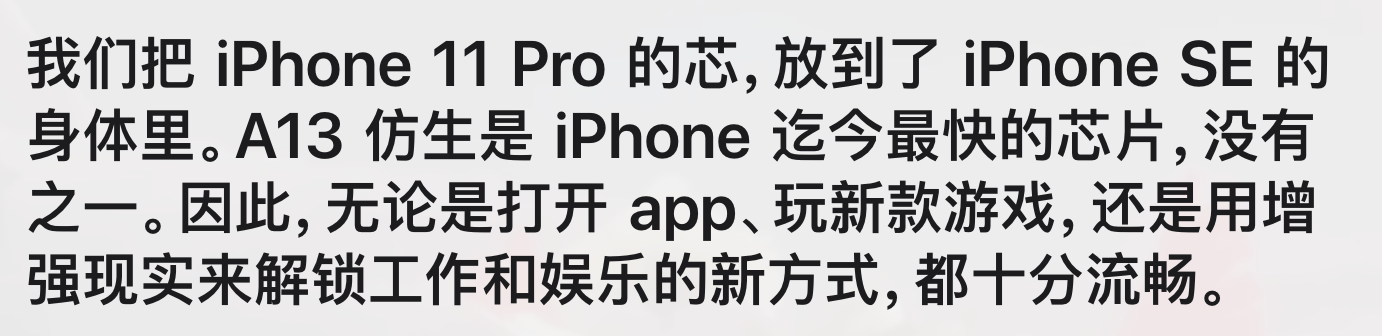 我们把 iPhone 11 Pro 的芯，放到了 iPhone SE 的
身体里。A13 仿生是 iPhone 迄今最快的芯片，没有
之一。因此，无论是打开 app、玩新款游戏，还是用增
强现实来解锁工作和娱乐的新方式，都十分流畅。